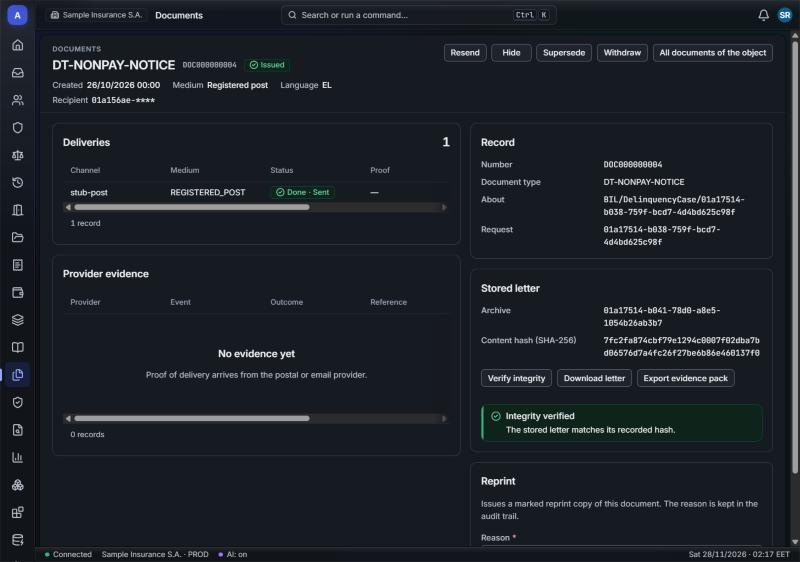 A
Sample Insurance S.A.
Documents
Search or run a command...
Ctrl K
SR
DOCUMENTS
DT-NONPAY-NOTICE DOC000000004 Issued
Created 26/10/2026 00:00 Medium Registered post Language EL
Recipient 01a156ae-****
Resend
Hide
Supersede
Withdraw
All documents of the object
Deliveries 1
Channel Medium Status Proof
stub-post REGISTERED_POST Done · Sent —
1 record
Provider evidence
Provider Event Outcome Reference
No evidence yet
Proof of delivery arrives from the postal or email provider.
0 records
Record
Number DOC000000004
Document type DT-NONPAY-NOTICE
About BIL/DelinquencyCase/01a17514-
b038-759f-bcd7-4d4bd625c98f
Request 01a17514-b038-759f-bcd7-
4d4bd625c98f
Stored letter
Archive 01a17514-b041-78d0-a8e5-
1054b26ab3b7
Content hash (SHA-256) 7fc2fa874cbf79e1294c0007f02dba7b
d06576d7a4fc26f27be6b86e460137f0
Verify integrity
Download letter
Export evidence pack
Integrity verified
The stored letter matches its recorded hash.
Reprint
Issues a marked reprint copy of this document. The reason is kept in the
audit trail.
Reason *
Connected Sample Insurance S.A. · PROD AI: on
Sat 28/11/2026 · 02:17 EET